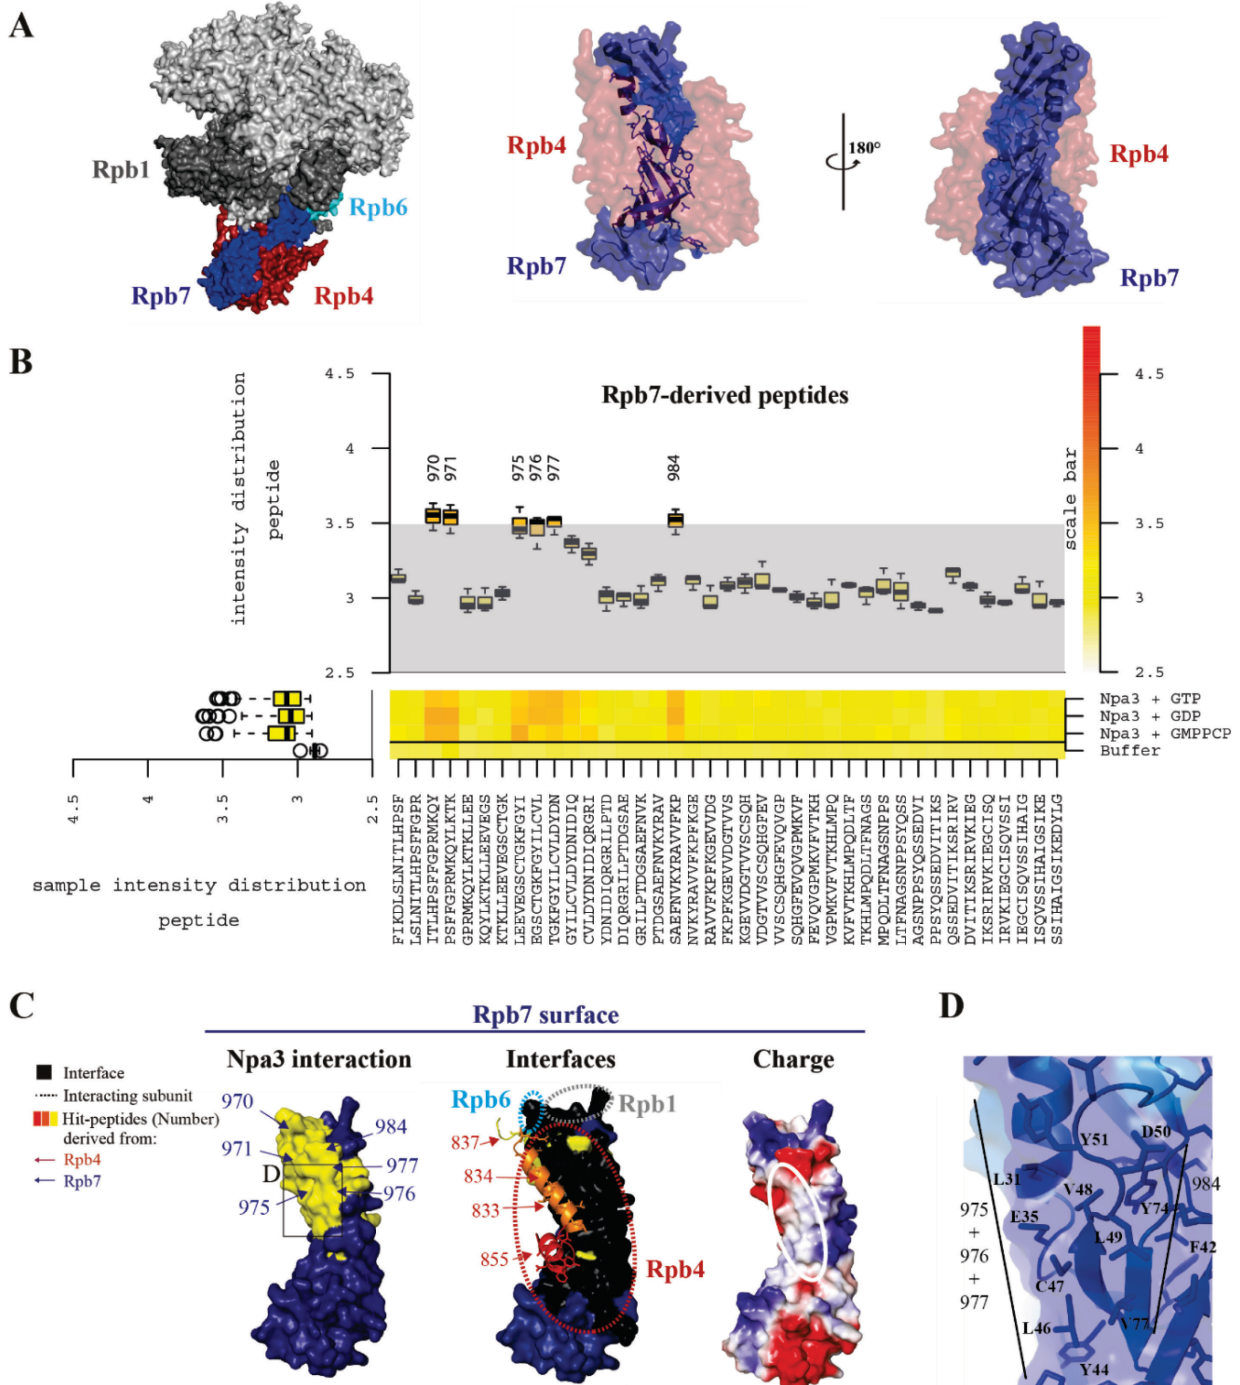 A
Rpb1
Rpb6
Rpb7
Rpb4
Rpb4
Rpb7
180°
Rpb4
Rpb7
B
intensity distribution
peptide
4.5
4
3.5
3
2.5
Rpb7-derived peptides
970
971
975
976
977
984
scale bar
4.5
4
3.5
3
2.5
Npa3 + GTP
Npa3 + GDP
Npa3 + GMPPCP
Buffer
4.5
4
3.5
3
2.5
sample intensity distribution
peptide
FIKDLSLNITLHPSF
LSLNITLHPSFFGPR
ITLHPSFFGPRMKQY
PSFFGPRMKQYLKTK
GPRMKQYLKTKLLEE
KQYLKTKLLEEVEGS
KTKLLEEVEGSCTGK
LEEVEGSCTGKFGYI
EGSCTGKFGYILCVL
TGKFGYILCVLDYDN
GYILCVLDYDNIDIQ
CVLDYDNIDIQRGRI
YDNIDIQRGRILPTD
DIQRGRILPTDGSAE
GRILPTDGSAEFNVK
PTDGSAEFNVKYRAV
SAEFNVKYRAVVFKP
NVKYRAVVFKPFKGE
RAVVFKPFKGEVVDG
FKPFKGEVVDGTVVS
KGEVVDGTVVSCSQH
VDGTVVSCSQHGFEV
VVSCSQHGFEVQVGP
SQHGFEVQVGPMKVF
FEVQVGPMKVFVTKH
VGPMKVFVTKHLMPQ
KVFVTKHLMPQDLTF
TKHLMPQDLTFNAGS
MPQDLTFNAGSNPPS
LTFNAGSNPPSYQSS
AGSNPPSYQSSEDVI
PPSYQSSEDVITIKS
QSSEDVITIKSRIRV
DVITIKSRIRVKIEG
IKSRIRVKIEGCISQ
IRVKIEGCISQVSSI
IEGCISQVSSIHAIG
ISQVSSIHAIGSIKE
SSIHAIGSIKEDYLG
C
Rpb7 surface
Interface
Interacting subunit
Hit-peptides (Number)
derived from:
Rpb4
Rpb7
Npa3 interaction
970
984
971
D
977
975
976
Interfaces
Rpb6
Rpb1
837
834
833
855
Rpb4
Charge
D
Y51
D50
L31
984
V48
975
Y74
E35
+
L49
F42
976
C47
+
977
L46
V77
Y44